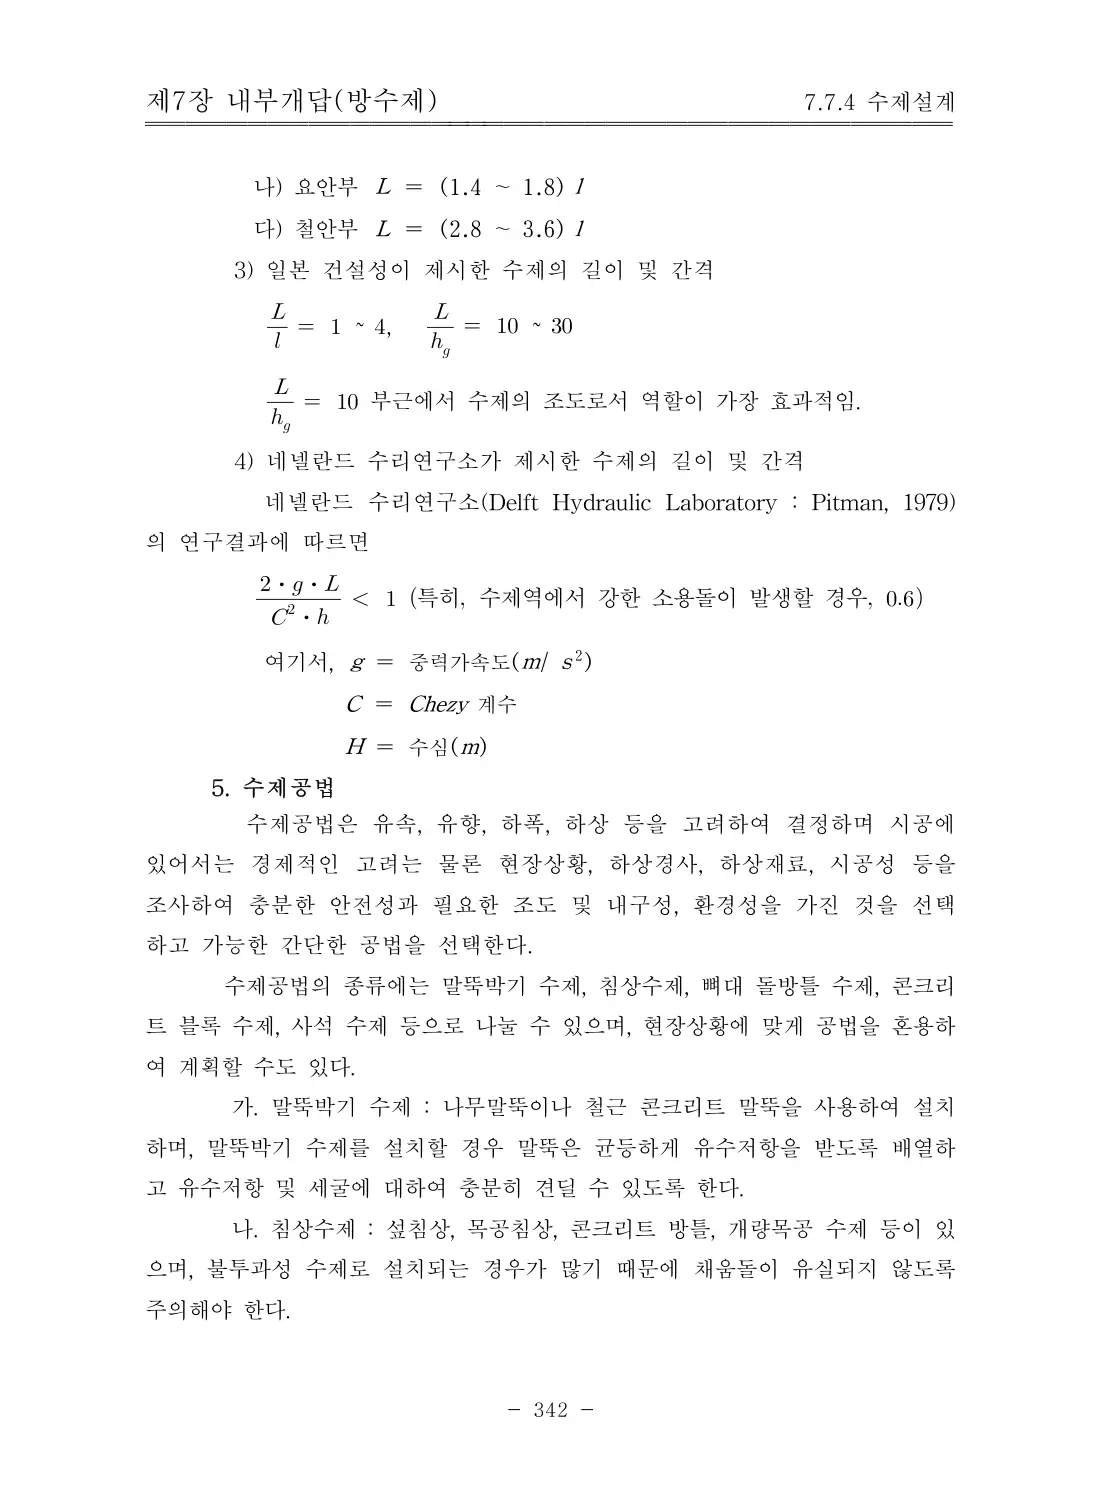 제7장 내부개답(방수제) 7.7.4 수제설계
나) 요안부 L = (1.4 ~ 1.8) l
다) 철안부 L = (2.8 ~ 3.6) l
3) 일본 건설성이 제시한 수제의 길이 및 간격
L/l = 1 ~ 4, L/h_g = 10 ~ 30
L/h_g = 10 부근에서 수제의 조도로서 역할이 가장 효과적임.
4) 네넬란드 수리연구소가 제시한 수제의 길이 및 간격
네넬란드 수리연구소(Delft Hydraulic Laboratory : Pitman, 1979)
의 연구결과에 따르면
2·g·L/C²·h < 1 (특히, 수제역에서 강한 소용돌이 발생할 경우, 0.6)
여기서, g = 중력가속도(m/ s²)
C = Chezy 계수
H = 수심(m)
5. 수제공법
수제공법은 유속, 유향, 하폭, 하상 등을 고려하여 결정하며 시공에
있어서는 경제적인 고려는 물론 현장상황, 하상경사, 하상재료, 시공성 등을
조사하여 충분한 안전성과 필요한 조도 및 내구성, 환경성을 가진 것을 선택
하고 가능한 간단한 공법을 선택한다.
수제공법의 종류에는 말뚝박기 수제, 침상수제, 뼈대 돌방틀 수제, 콘크리
트 블록 수제, 사석 수제 등으로 나눌 수 있으며, 현장상황에 맞게 공법을 혼용하
여 계획할 수도 있다.
가. 말뚝박기 수제 : 나무말뚝이나 철근 콘크리트 말뚝을 사용하여 설치
하며, 말뚝박기 수제를 설치할 경우 말뚝은 균등하게 유수저항을 받도록 배열하
고 유수저항 및 세굴에 대하여 충분히 견딜 수 있도록 한다.
나. 침상수제 : 섶침상, 목공침상, 콘크리트 방틀, 개량목공 수제 등이 있
으며, 불투과성 수제로 설치되는 경우가 많기 때문에 채움돌이 유실되지 않도록
주의해야 한다.
- 342 -